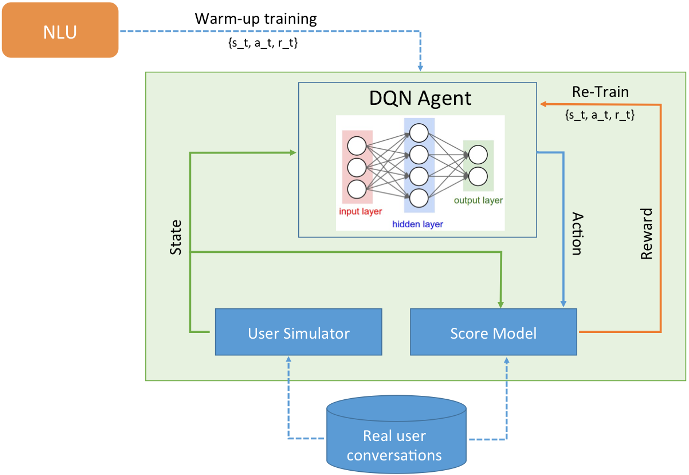 NLU
Warm-up training
{s_t, a_t, r_t}
DQN Agent
Re-Train
{s_t, a_t, r_t}
input layer
hidden layer
output layer
State
Action
Reward
User Simulator
Score Model
Real user
conversations